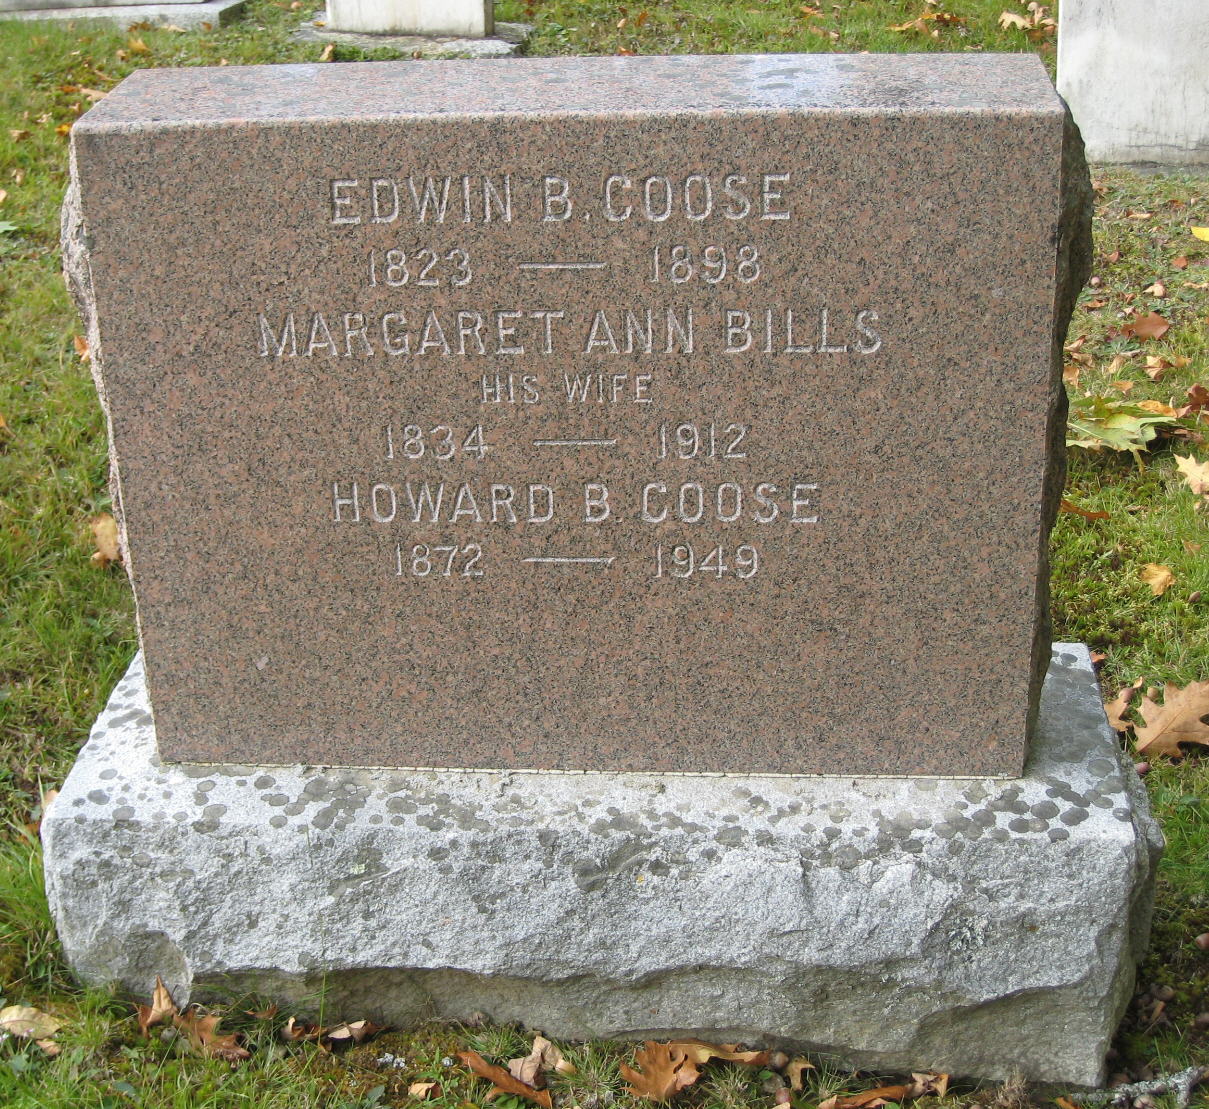 EDWIN B. COOSE
1823 — 1898
MARGARET ANN BILLS
HIS WIFE
1834 — 1912
HOWARD B. COOSE
1872 — 1949